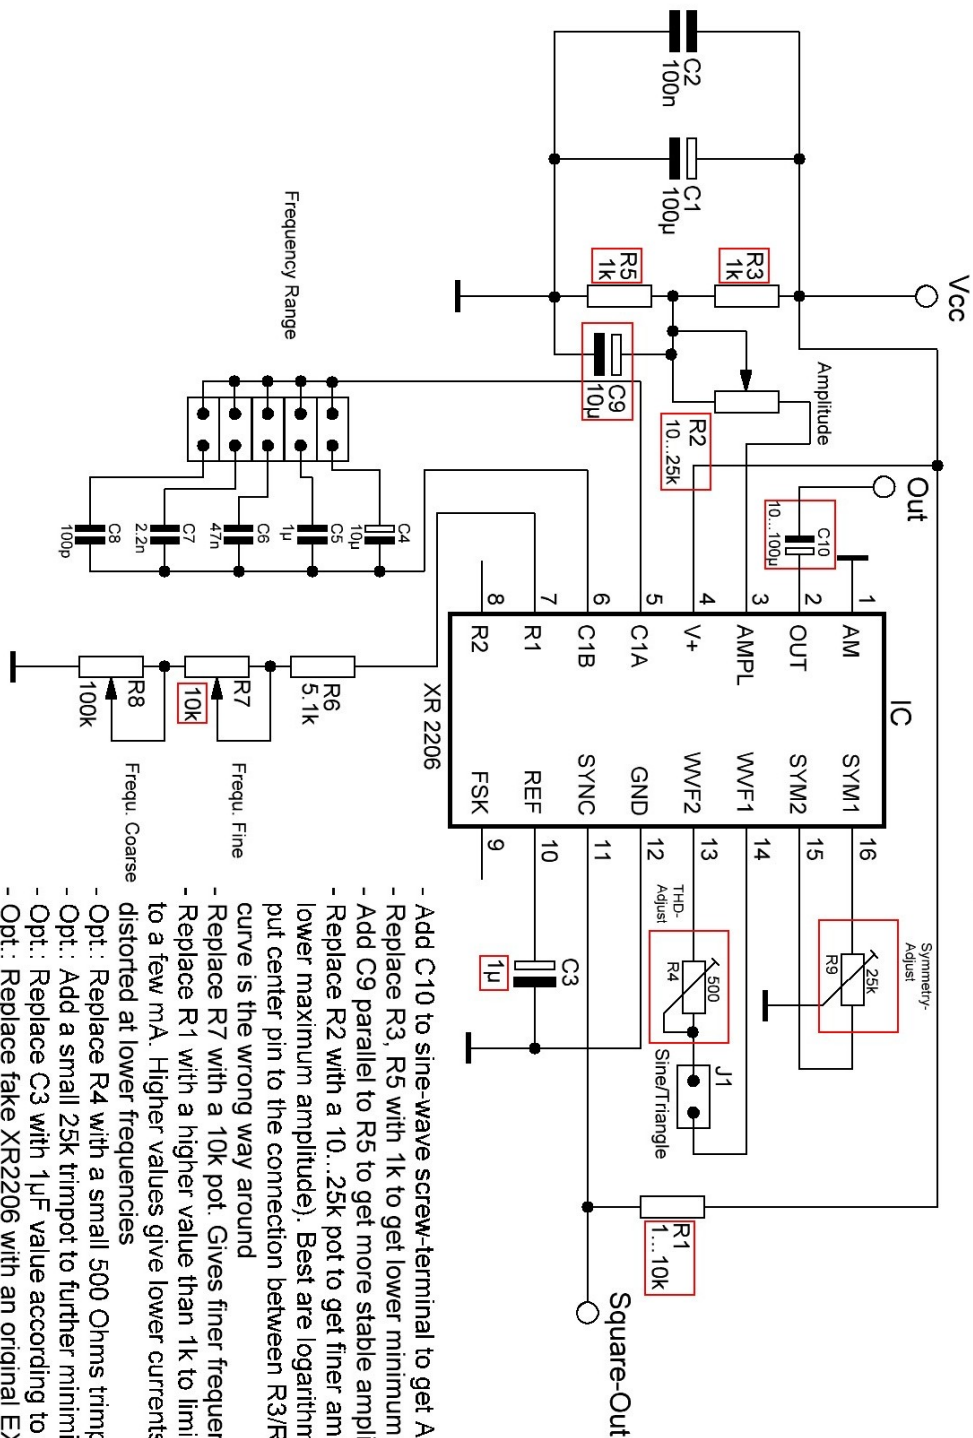 Vcc
C2
100n
C1
100µ
R3
1k
R5
1k
C9
10µ
Amplitude
R2
10...25k
Out
C10
10...100µ
Frequency Range
C4
10µ
C5
1µ
C6
47n
C7
2.2n
C8
100p
IC
XR 2206
1
2
3
4
5
6
7
8
AM
OUT
AMPL
V+
C1A
C1B
R1
R2
SYM1
SYM2
WVF1
WVF2
GND
SYNC
REF
FSK
16
15
14
13
12
11
10
9
R6
5.1k
R7
10k
R8
100k
Frequ. Fine
Frequ. Coarse
Symmetry-
Adjust
25k
R9
THD-
Adjust
500
R4
J1
Sine/Triangle
C3
1µ
R1
1...10k
Square-Out
- Add C10 to sine-wave screw-terminal to get A
- Replace R3, R5 with 1k to get lower minimum
- Add C9 parallel to R5 to get more stable ampli
- Replace R2 with a 10...25k pot to get finer am
lower maximum amplitude). Best are logarithm
put center pin to the connection between R3/R
curve is the wrong way around
- Replace R7 with a 10k pot. Gives finer frequer
- Replace R1 with a higher value than 1k to limi
to a few mA. Higher values give lower currents
distorted at lower frequencies
- Opt.: Replace R4 with a small 500 Ohms trimp
- Opt.: Add a small 25k trimpot to further minimi
- Opt.: Replace C3 with 1µF value according to
- Opt.: Replace fake XR2206 with an original EX